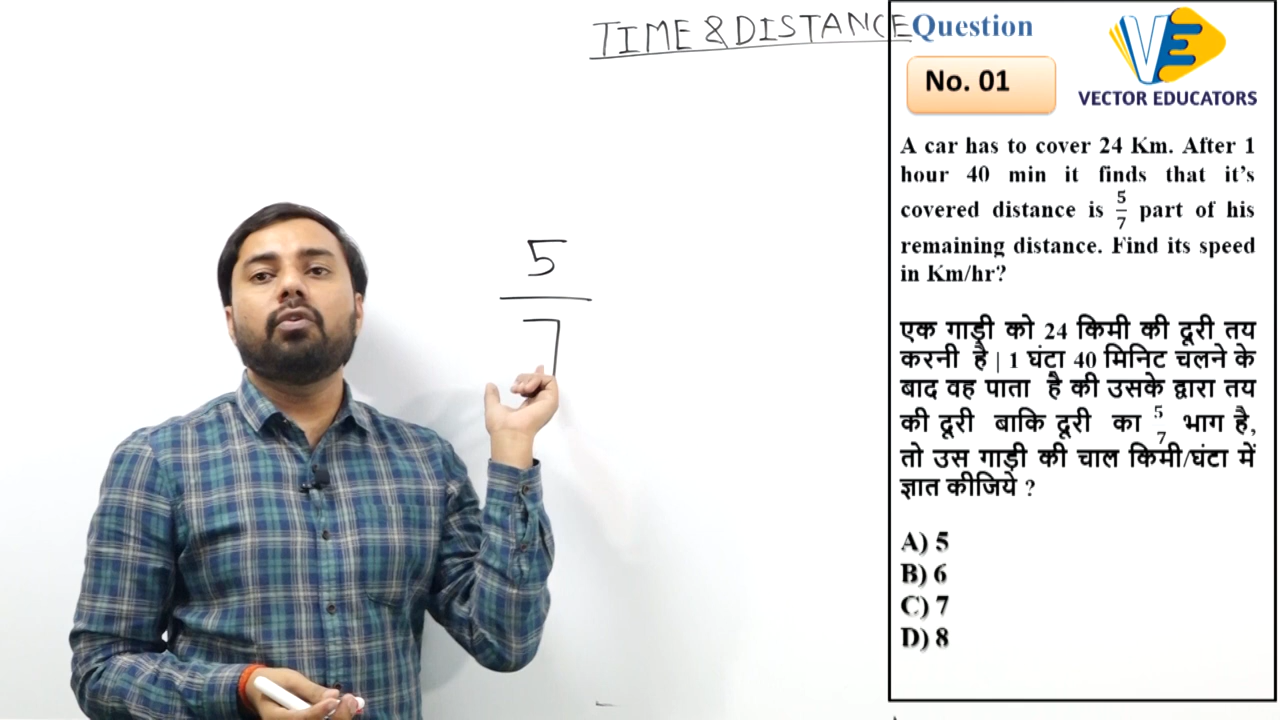 TIME & DISTANCE
5
7
Question
No. 01
VE
VECTOR EDUCATORS
A car has to cover 24 Km. After 1
hour 40 min it finds that it’s
covered distance is 5/7 part of his
remaining distance. Find its speed
in Km/hr?
एक गाड़ी को 24 किमी की दूरी तय
करनी है | 1 घंटा 40 मिनिट चलने के
बाद वह पाता है की उसके द्वारा तय
की दूरी बाकि दूरी का 5/7 भाग है,
तो उस गाड़ी की चाल किमी/घंटा में
ज्ञात कीजिये ?
A) 5
B) 6
C) 7
D) 8